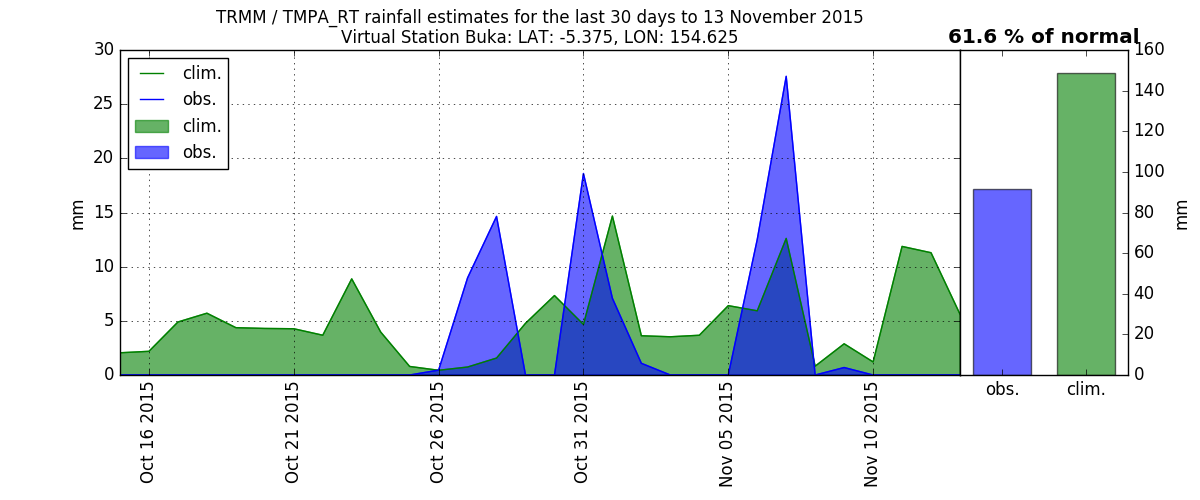 TRMM / TMPA_RT rainfall estimates for the last 30 days to 13 November 2015
Virtual Station Buka: LAT: -5.375, LON: 154.625
61.6 % of normal
clim.
obs.
clim.
obs.
30
25
20
15
10
5
0
mm
Oct 16 2015
Oct 21 2015
Oct 26 2015
Oct 31 2015
Nov 05 2015
Nov 10 2015
160
140
120
100
80
60
40
20
0
mm
obs.
clim.